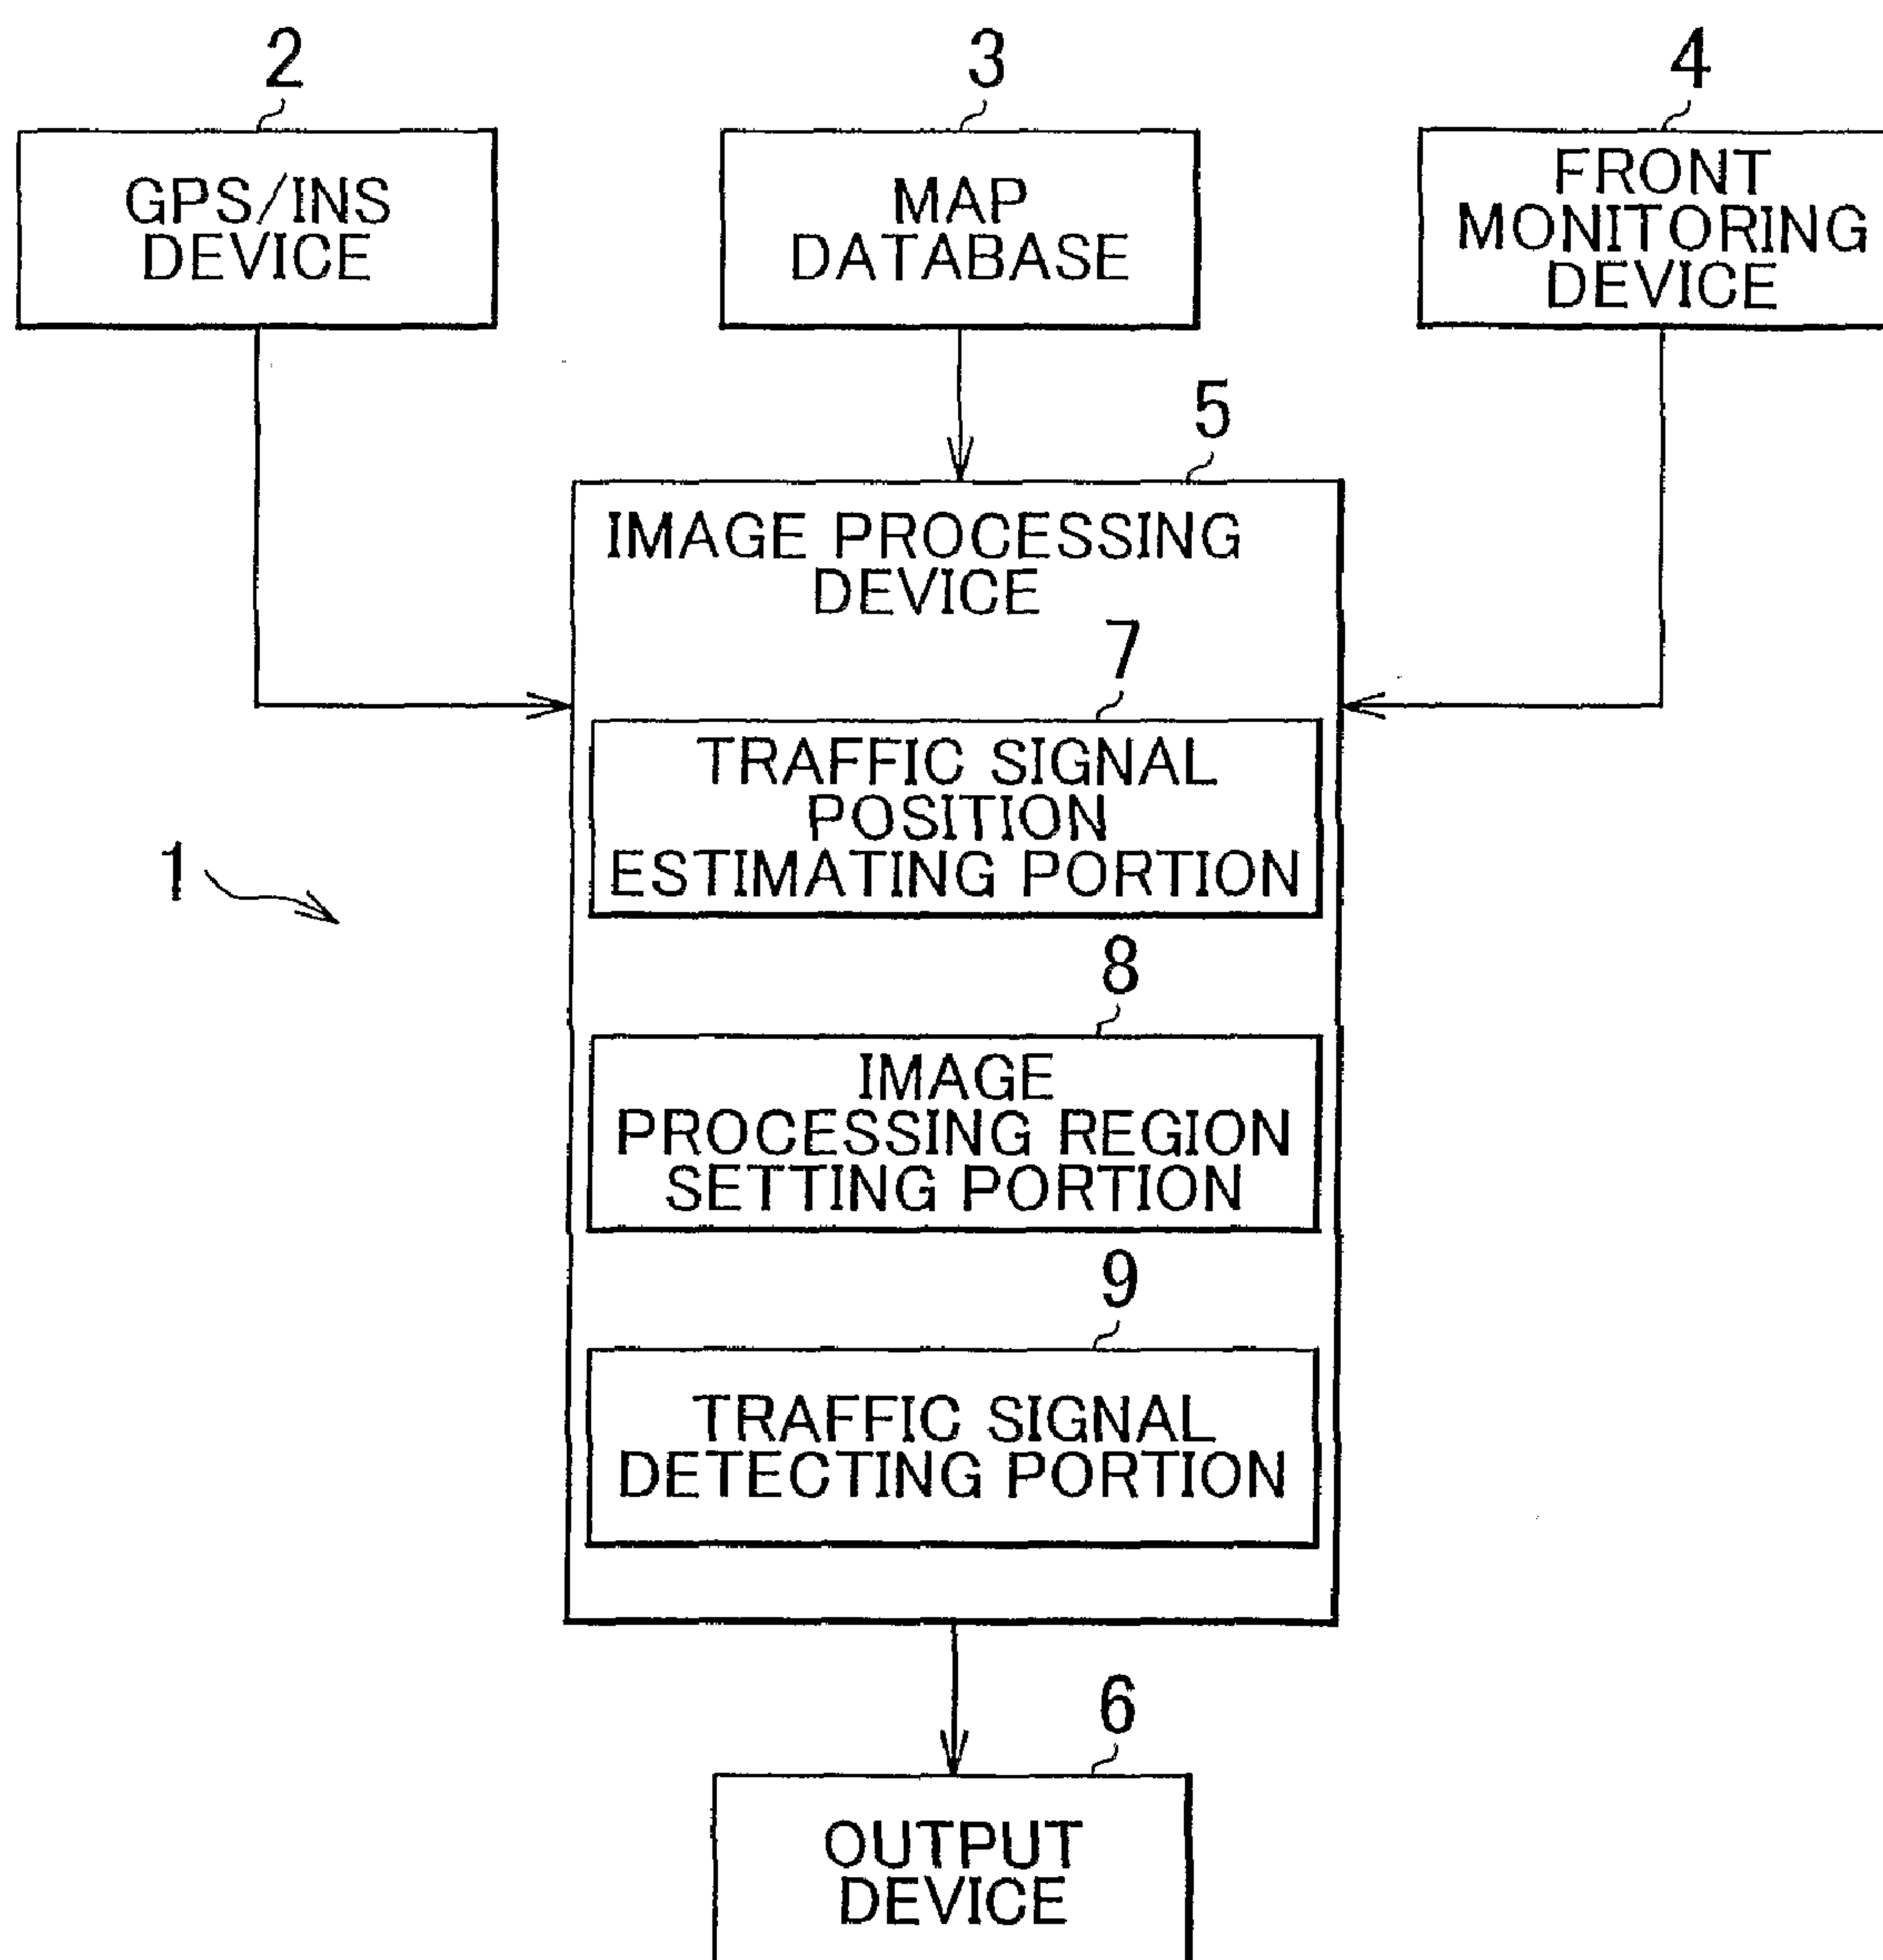 2
3
4
GPS/INS
DEVICE
MAP
DATABASE
FRONT
MONITORING
DEVICE
5
IMAGE PROCESSING
DEVICE
7
TRAFFIC SIGNAL
POSITION
ESTIMATING PORTION
1
8
IMAGE
PROCESSING REGION
SETTING PORTION
9
TRAFFIC SIGNAL
DETECTING PORTION
6
OUTPUT
DEVICE